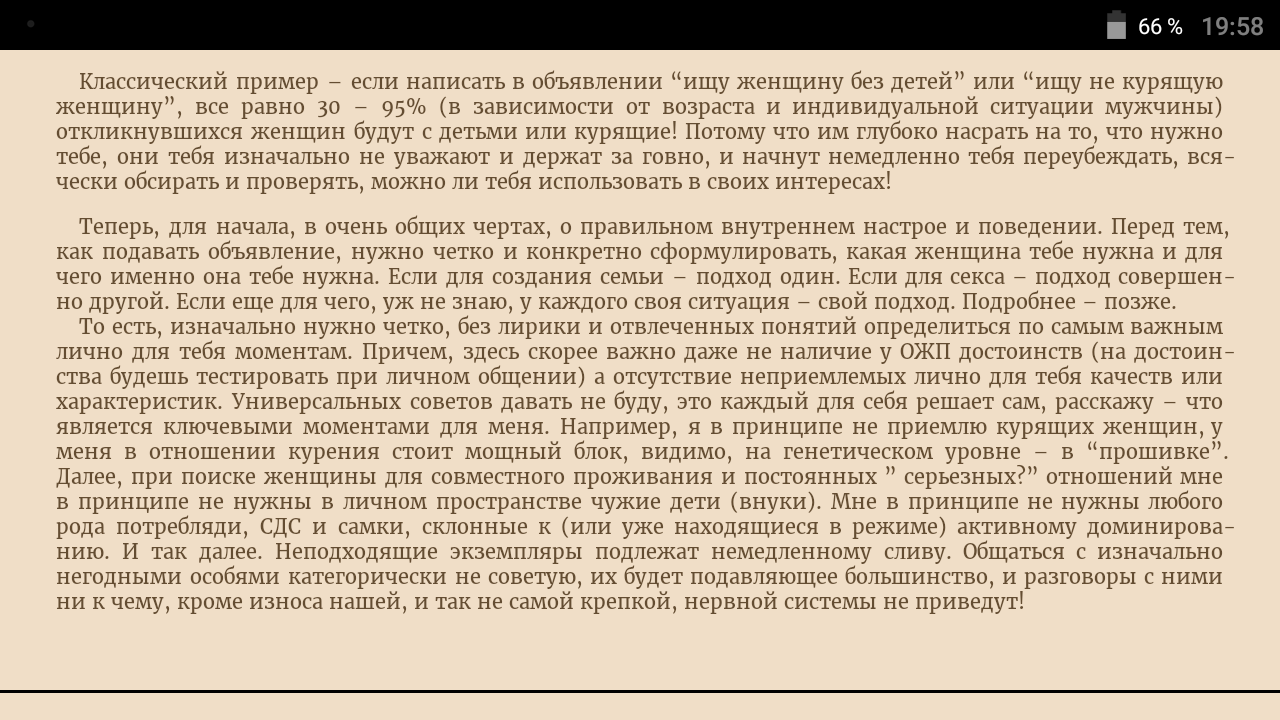 66 % 19:58
Классический пример – если написать в объявлении “ищу женщину без детей” или “ищу не курящую
женщину”, все равно 30 – 95% (в зависимости от возраста и индивидуальной ситуации мужчины)
откликнувшихся женщин будут с детьми или курящие! Потому что им глубоко насрать на то, что нужно
тебе, они тебя изначально не уважают и держат за говно, и начнут немедленно тебя переубеждать, вся-
чески обсирать и проверять, можно ли тебя использовать в своих интересах!
Теперь, для начала, в очень общих чертах, о правильном внутреннем настрое и поведении. Перед тем,
как подавать объявление, нужно четко и конкретно сформулировать, какая женщина тебе нужна и для
чего именно она тебе нужна. Если для создания семьи – подход один. Если для секса – подход совершен-
но другой. Если еще для чего, уж не знаю, у каждого своя ситуация – свой подход. Подробнее – позже.
То есть, изначально нужно четко, без лирики и отвлеченных понятий определиться по самым важным
лично для тебя моментам. Причем, здесь скорее важно даже не наличие у ОЖП достоинств (на достоин-
ства будешь тестировать при личном общении) а отсутствие неприемлемых лично для тебя качеств или
характеристик. Универсальных советов давать не буду, это каждый для себя решает сам, расскажу – что
является ключевыми моментами для меня. Например, я в принципе не приемлю курящих женщин, у
меня в отношении курения стоит мощный блок, видимо, на генетическом уровне – в “прошивке”.
Далее, при поиске женщины для совместного проживания и постоянных ” серьезных?” отношений мне
в принципе не нужны в личном пространстве чужие дети (внуки). Мне в принципе не нужны любого
рода потребляди, СДС и самки, склонные к (или уже находящиеся в режиме) активному доминирова-
нию. И так далее. Неподходящие экземпляры подлежат немедленному сливу. Общаться с изначально
негодными особями категорически не советую, их будет подавляющее большинство, и разговоры с ними
ни к чему, кроме износа нашей, и так не самой крепкой, нервной системы не приведут!